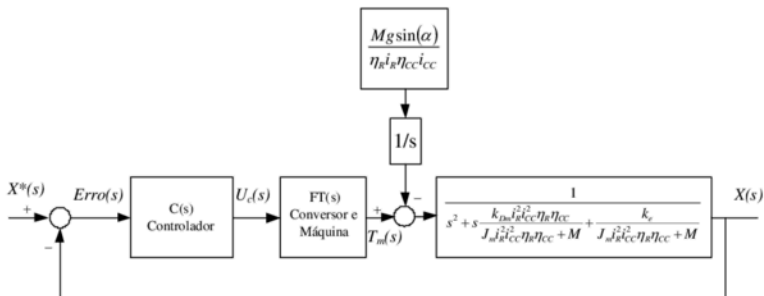 Mg sin(α)
η_R i_R η_CC i_CC
1/s
X*(s)
+
−
Erro(s)
C(s)
Controlador
U_c(s)
FT(s)
Conversor e
Máquina
+
T_m(s)
−
1
s² + s k_Dm i_R² i_CC² η_R η_CC / J_m i_R² i_CC² η_R η_CC + M + k_e / J_m i_R² i_CC² η_R η_CC + M
X(s)